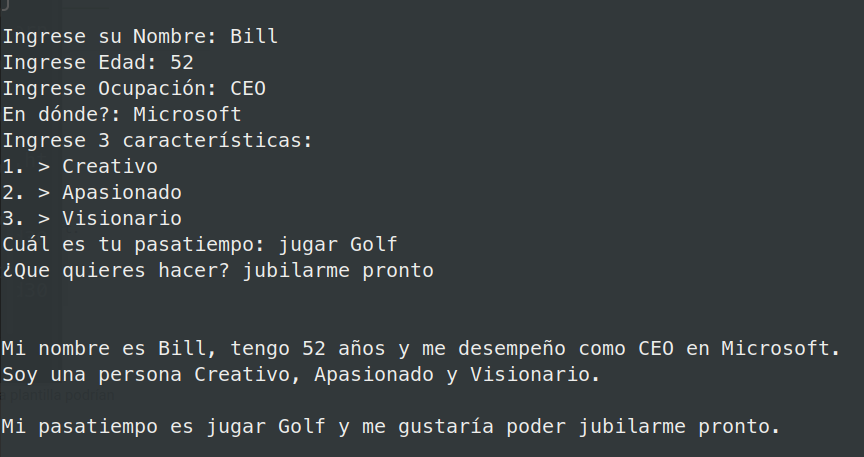 Ingrese su Nombre: Bill
Ingrese Edad: 52
Ingrese Ocupación: CEO
En dónde?: Microsoft
Ingrese 3 características:
1. > Creativo
2. > Apasionado
3. > Visionario
Cuál es tu pasatiempo: jugar Golf
¿Que quieres hacer? jubilarme pronto
Mi nombre es Bill, tengo 52 años y me desempeño como CEO en Microsoft.
Soy una persona Creativo, Apasionado y Visionario.
Mi pasatiempo es jugar Golf y me gustaría poder jubilarme pronto.